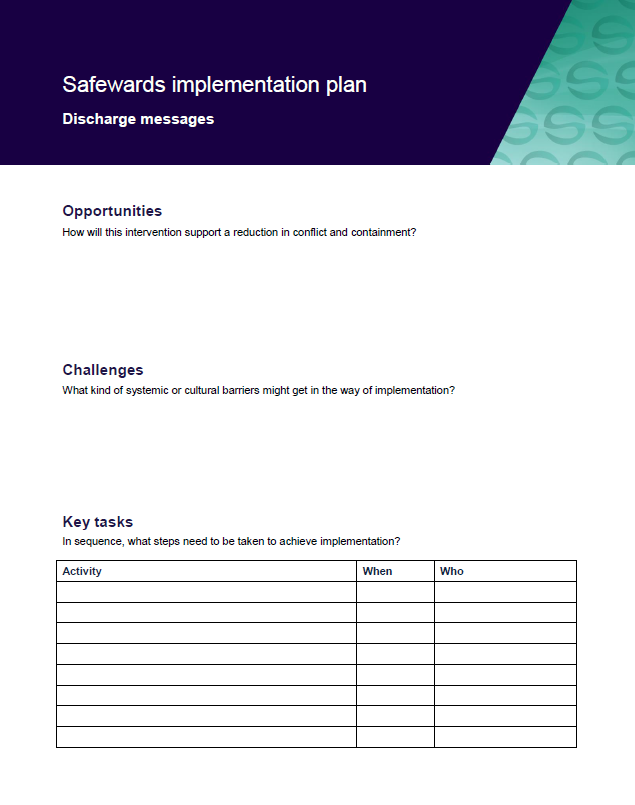 Safewards implementation plan
Discharge messages
Opportunities
How will this intervention support a reduction in conflict and containment?
Challenges
What kind of systemic or cultural barriers might get in the way of implementation?
Key tasks
In sequence, what steps need to be taken to achieve implementation?
Activity When Who